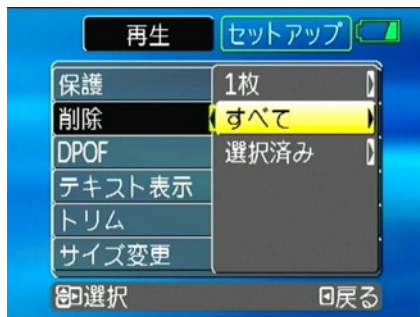 再生 セットアップ
保護 1枚
削除 すべて
DPOF 選択済み
テキスト表示
トリム
サイズ変更
選択 戻る